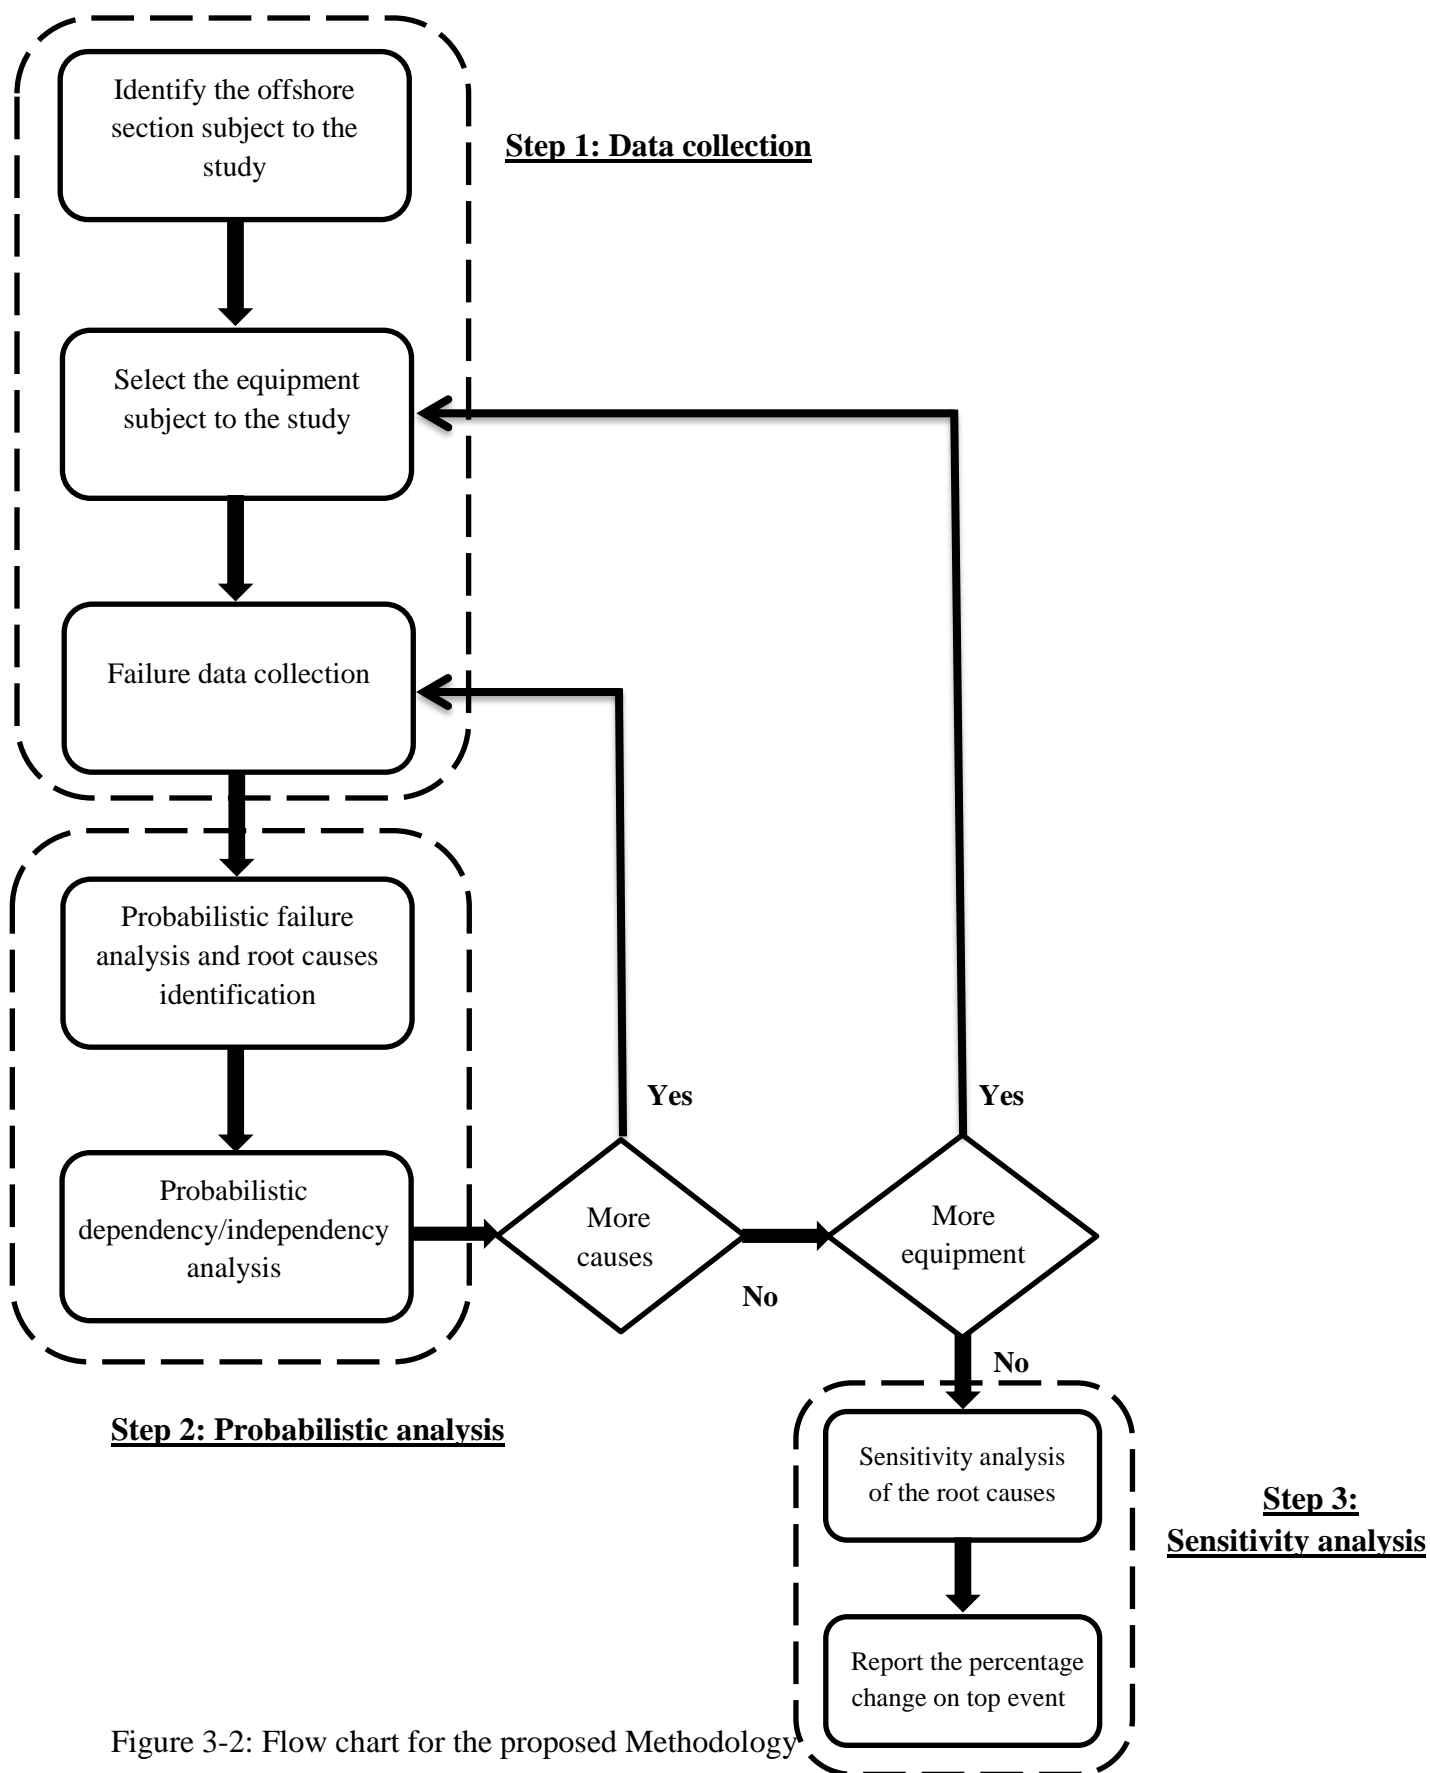 Identify the offshore
section subject to the
study
Step 1: Data collection
Select the equipment
subject to the study
Failure data collection
Probabilistic failure
analysis and root causes
identification
Yes
Yes
Probabilistic
dependency/independency
analysis
More
causes
More
equipment
No
No
Step 2: Probabilistic analysis
Sensitivity analysis
of the root causes
Step 3:
Sensitivity analysis
Report the percentage
change on top event
Figure 3-2: Flow chart for the proposed Methodology